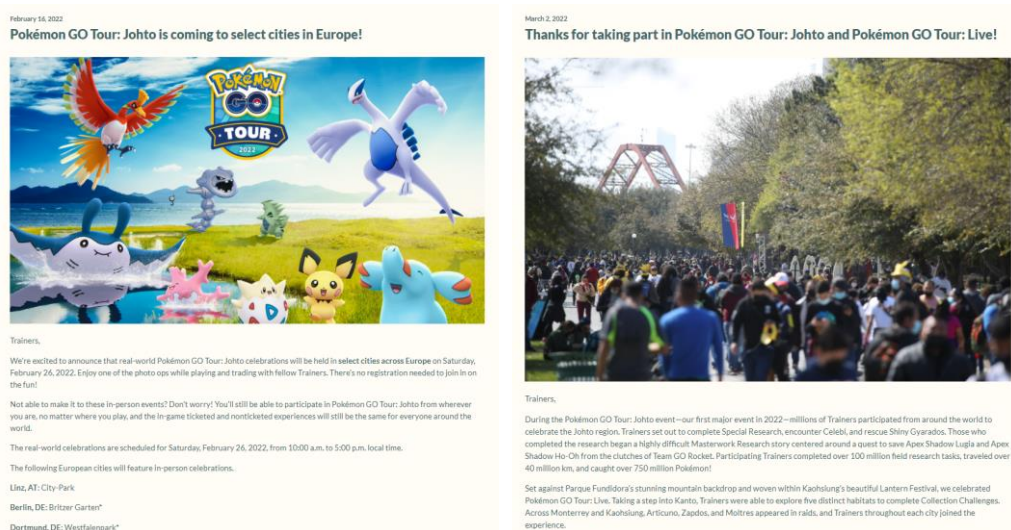 February 16, 2022
Pokémon GO Tour: Johto is coming to select cities in Europe!
POKÉMON
GO
TOUR
2022
Trainers,
We're excited to announce that real-world Pokémon GO Tour: Johto celebrations will be held in select cities across Europe on Saturday,
February 26, 2022. Enjoy one of the photo ops while playing and trading with fellow Trainers. There's no registration needed to join in on
the fun!
Not able to make it to these in-person events? Don't worry! You'll still be able to participate in Pokémon GO Tour: Johto from wherever
you are, no matter where you play, and the in-game ticketed and nonticketed experiences will still be the same for everyone around the
world.
The real-world celebrations are scheduled for Saturday, February 26, 2022, from 10:00 a.m. to 5:00 p.m. local time.
The following European cities will feature in-person celebrations.
Linz, AT: City-Park
Berlin, DE: Britzer Garten*
Dortmund, DE: Westfalenpark*
March 2, 2022
Thanks for taking part in Pokémon GO Tour: Johto and Pokémon GO Tour: Live!
Trainers,
During the Pokémon GO Tour: Johto event—our first major event in 2022—millions of Trainers participated from around the world to
celebrate the Johto region. Trainers set out to complete Special Research, encounter Celebi, and rescue Shiny Gyarados. Those who
completed the research began a highly difficult Masterwork Research story centered around a quest to save Apex Shadow Lugia and Apex
Shadow Ho-Oh from the clutches of Team GO Rocket. Participating Trainers completed over 100 million field research tasks, traveled over
40 million km, and caught over 750 million Pokémon!
Set against Parque Fundidora's stunning mountain backdrop and woven within Kaohsiung's beautiful Lantern Festival, we celebrated
Pokémon GO Tour: Live. Taking a step into Kanto, Trainers were able to explore five distinct habitats to complete Collection Challenges.
Across Monterrey and Kaohsiung, Articuno, Zapdos, and Moltres appeared in raids, and Trainers throughout each city joined the
experience.